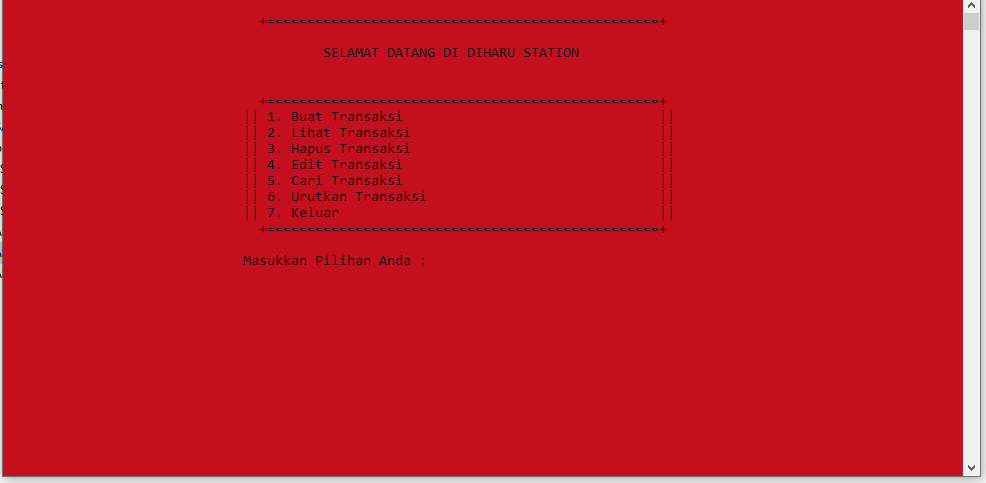 +=================================================+
SELAMAT DATANG DI DIHARU STATION
+=================================================+
|| 1. Buat Transaksi ||
|| 2. Lihat Transaksi ||
|| 3. Hapus Transaksi ||
|| 4. Edit Transaksi ||
|| 5. Cari Transaksi ||
|| 6. Urutkan Transaksi ||
|| 7. Keluar ||
+=================================================+
Masukkan Pilihan Anda :